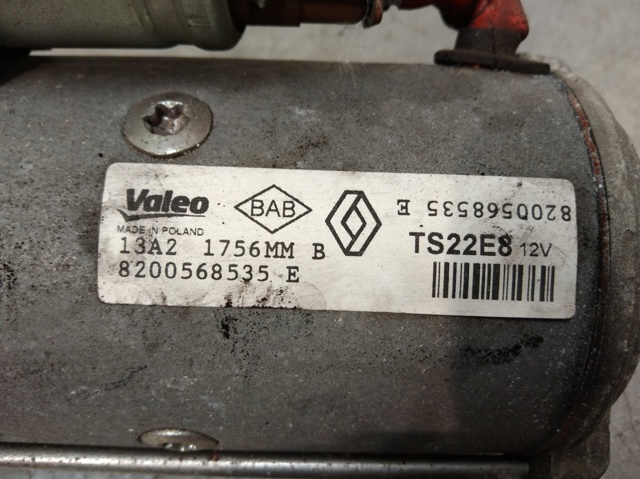 Valeo
MADE IN POLAND
BAB
13A2 1756MM B
8200568535 E
TS22E8 12V
8200568535 E